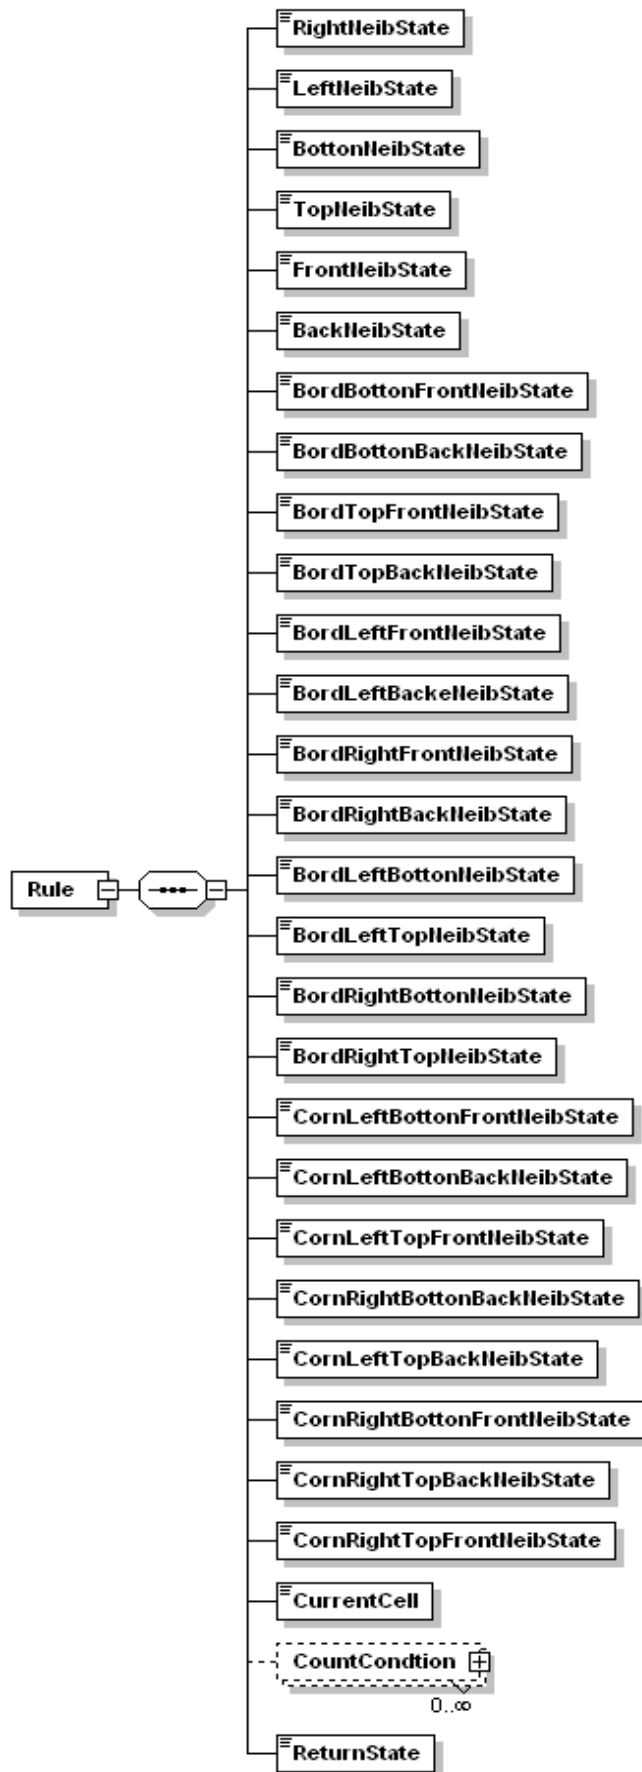 RightNeibState
LeftNeibState
BottonNeibState
TopNeibState
FrontNeibState
BackNeibState
BordBottonFrontNeibState
BordBottonBackNeibState
BordTopFrontNeibState
BordTopBackNeibState
BordLeftFrontNeibState
BordLeftBackeNeibState
BordRightFrontNeibState
BordRightBackNeibState
Rule
BordLeftBottonNeibState
BordLeftTopNeibState
BordRightBottonNeibState
BordRightTopNeibState
CornLeftBottonFrontNeibState
CornLeftBottonBackNeibState
CornLeftTopFrontNeibState
CornRightBottonBackNeibState
CornLeftTopBackNeibState
CornRightBottonFrontNeibState
CornRightTopBackNeibState
CornRightTopFrontNeibState
CurrentCell
CountCondtion
0..∞
ReturnState